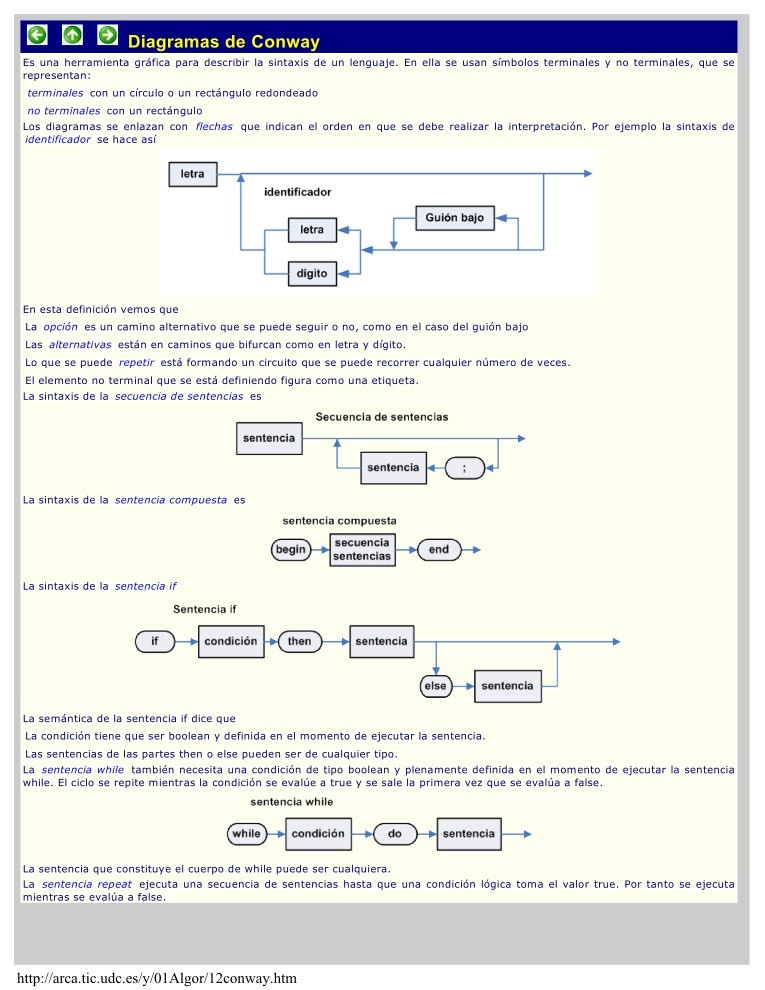 Diagramas de Conway
Es una herramienta gráfica para describir la sintaxis de un lenguaje. En ella se usan símbolos terminales y no terminales, que se
representan:
terminales con un círculo o un rectángulo redondeado
no terminales con un rectángulo
Los diagramas se enlazan con flechas que indican el orden en que se debe realizar la interpretación. Por ejemplo la sintaxis de
identificador se hace así
letra
identificador
Guión bajo
letra
digito
En esta definición vemos que
La opción es un camino alternativo que se puede seguir o no, como en el caso del guión bajo
Las alternativas están en caminos que bifurcan como en letra y dígito.
Lo que se puede repetir está formando un circuito que se puede recorrer cualquier número de veces.
El elemento no terminal que se está definiendo figura como una etiqueta.
La sintaxis de la secuencia de sentencias es
Secuencia de sentencias
sentencia
sentencia ;
La sintaxis de la sentencia compuesta es
sentencia compuesta
begin secuencia sentencias end
La sintaxis de la sentencia if
Sentencia if
if condición then sentencia
else sentencia
La semántica de la sentencia if dice que
La condición tiene que ser boolean y definida en el momento de ejecutar la sentencia.
Las sentencias de las partes then o else pueden ser de cualquier tipo.
La sentencia while también necesita una condición de tipo boolean y plenamente definida en el momento de ejecutar la sentencia
while. El ciclo se repite mientras la condición se evalúe a true y se sale la primera vez que se evalúa a false.
sentencia while
while condición do sentencia
La sentencia que constituye el cuerpo de while puede ser cualquiera.
La sentencia repeat ejecuta una secuencia de sentencias hasta que una condición lógica toma el valor true. Por tanto se ejecuta
mientras se evalúa a false.
http://arca.tic.udc.es/y/01Algor/12conway.htm